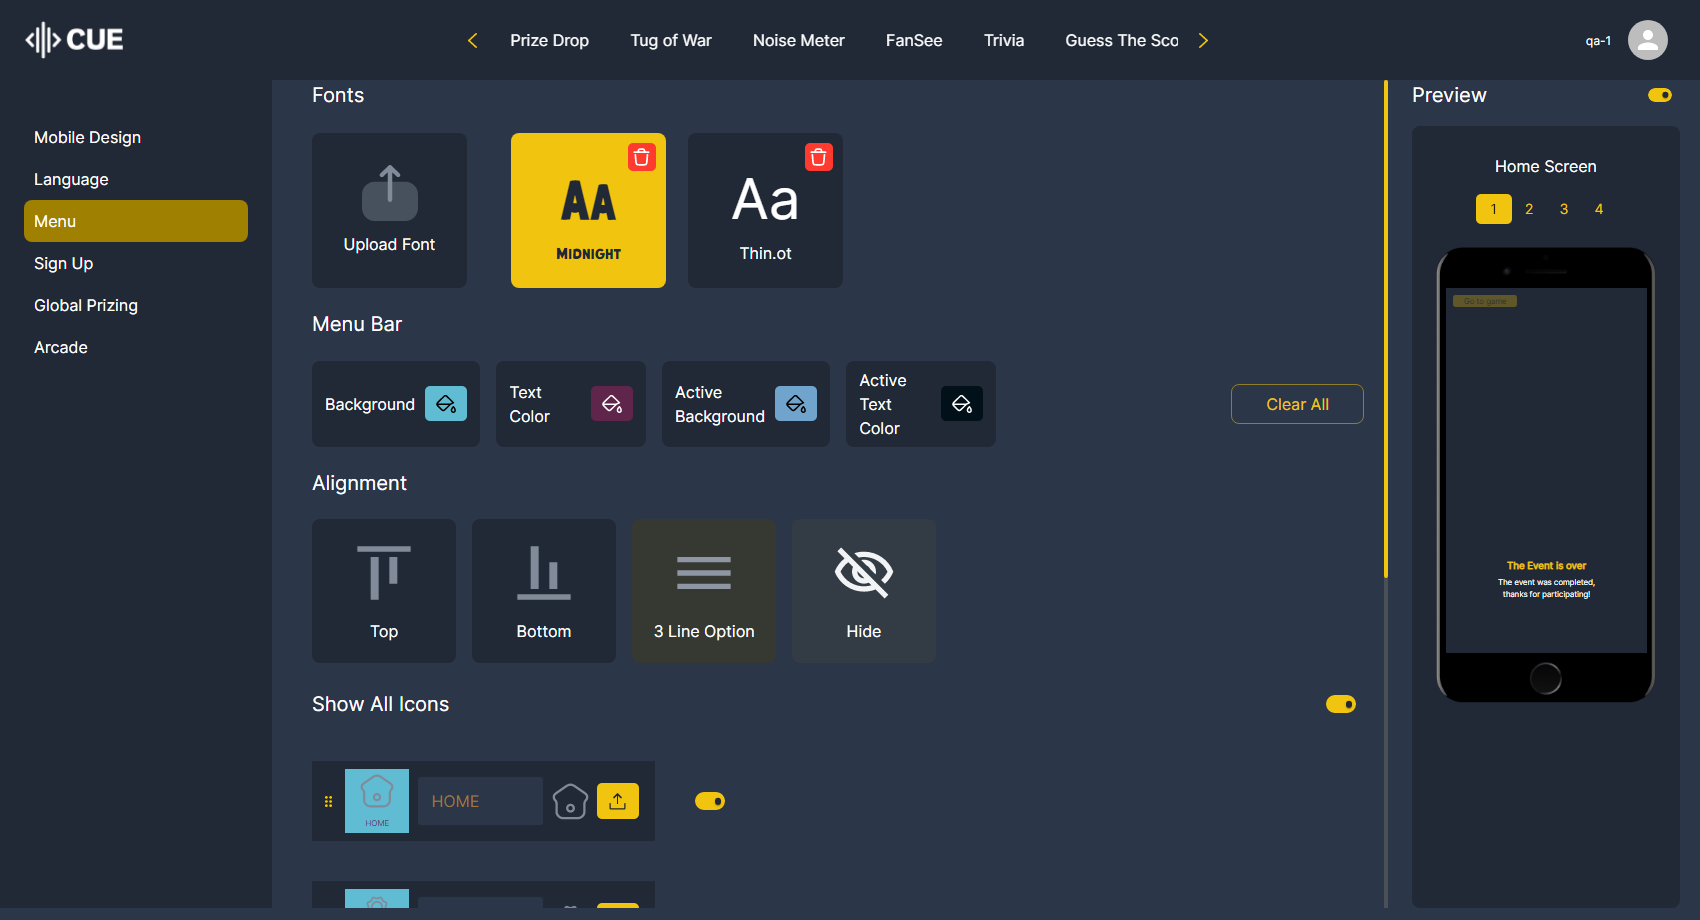 CUE
Prize Drop
Tug of War
Noise Meter
FanSee
Trivia
Guess The Sco
qa-1
Mobile Design
Language
Menu
Sign Up
Global Prizing
Arcade
Fonts
Upload Font
Aa
Midnight
Aa
Thin.ot
Menu Bar
Background
Text
Color
Active
Background
Active
Text
Color
Clear All
Alignment
Top
Bottom
3 Line Option
Hide
Show All Icons
HOME
HOME
Preview
Home Screen
1 2 3 4
Go to game
The Event is over
The event was completed,
thanks for participating!